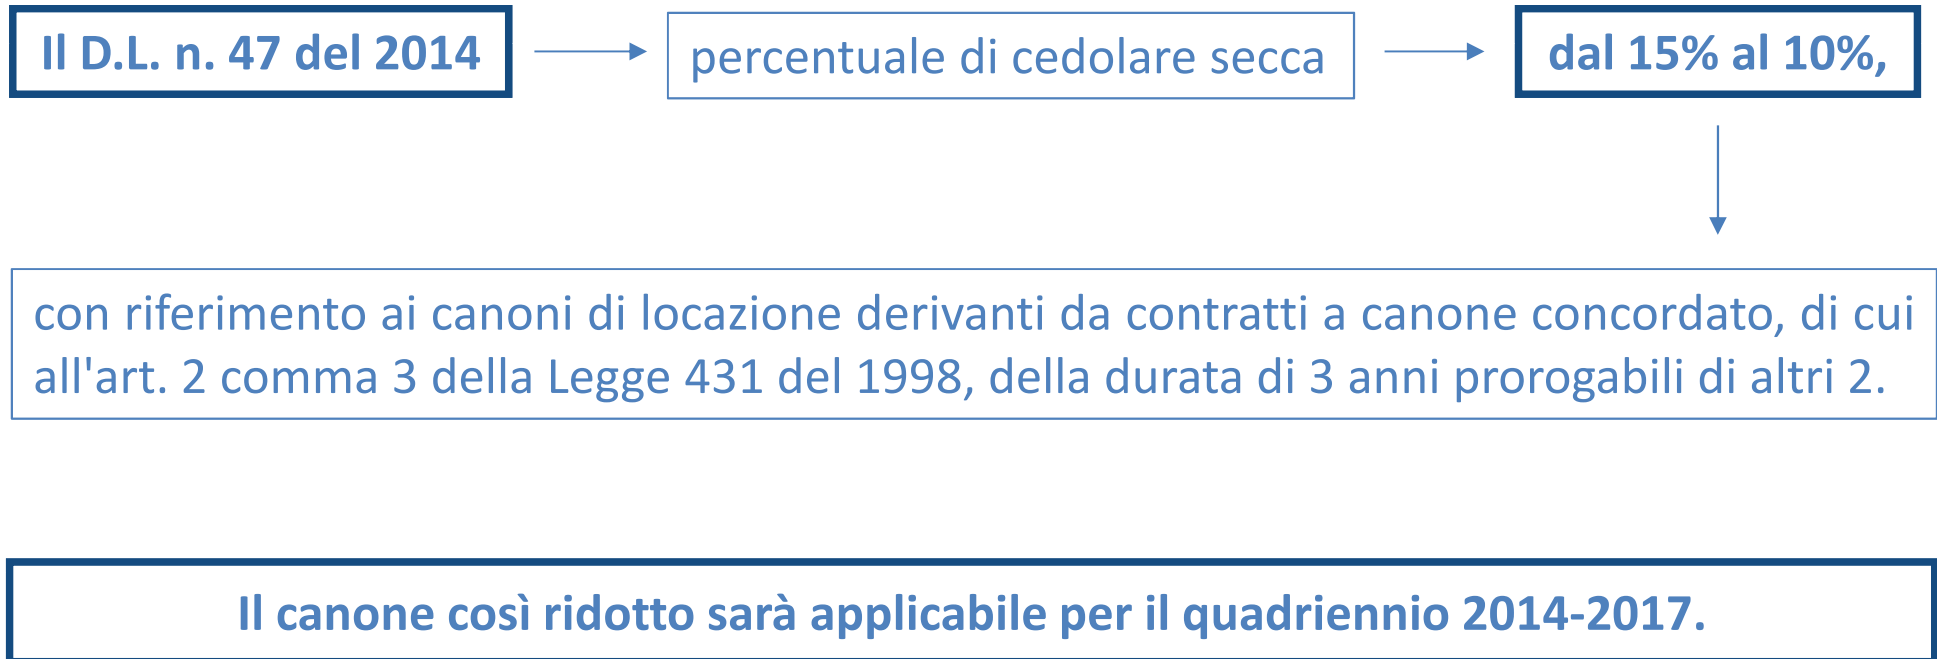 Il D.L. n. 47 del 2014
percentuale di cedolare secca
dal 15% al 10%,
con riferimento ai canoni di locazione derivanti da contratti a canone concordato, di cui
all'art. 2 comma 3 della Legge 431 del 1998, della durata di 3 anni prorogabili di altri 2.
Il canone così ridotto sarà applicabile per il quadriennio 2014-2017.